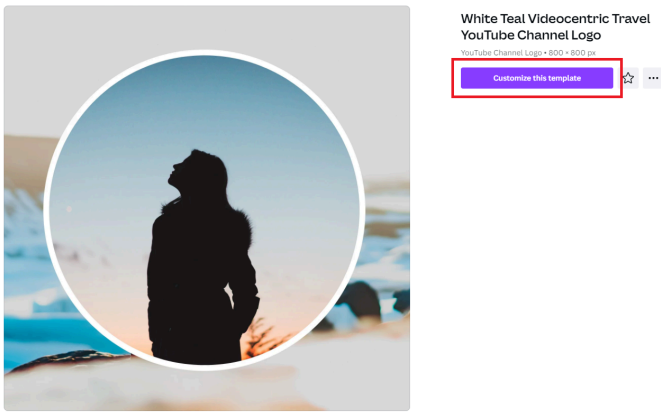 White Teal Videocentric Travel
YouTube Channel Logo
YouTube Channel Logo • 800 × 800 px
Customize this template